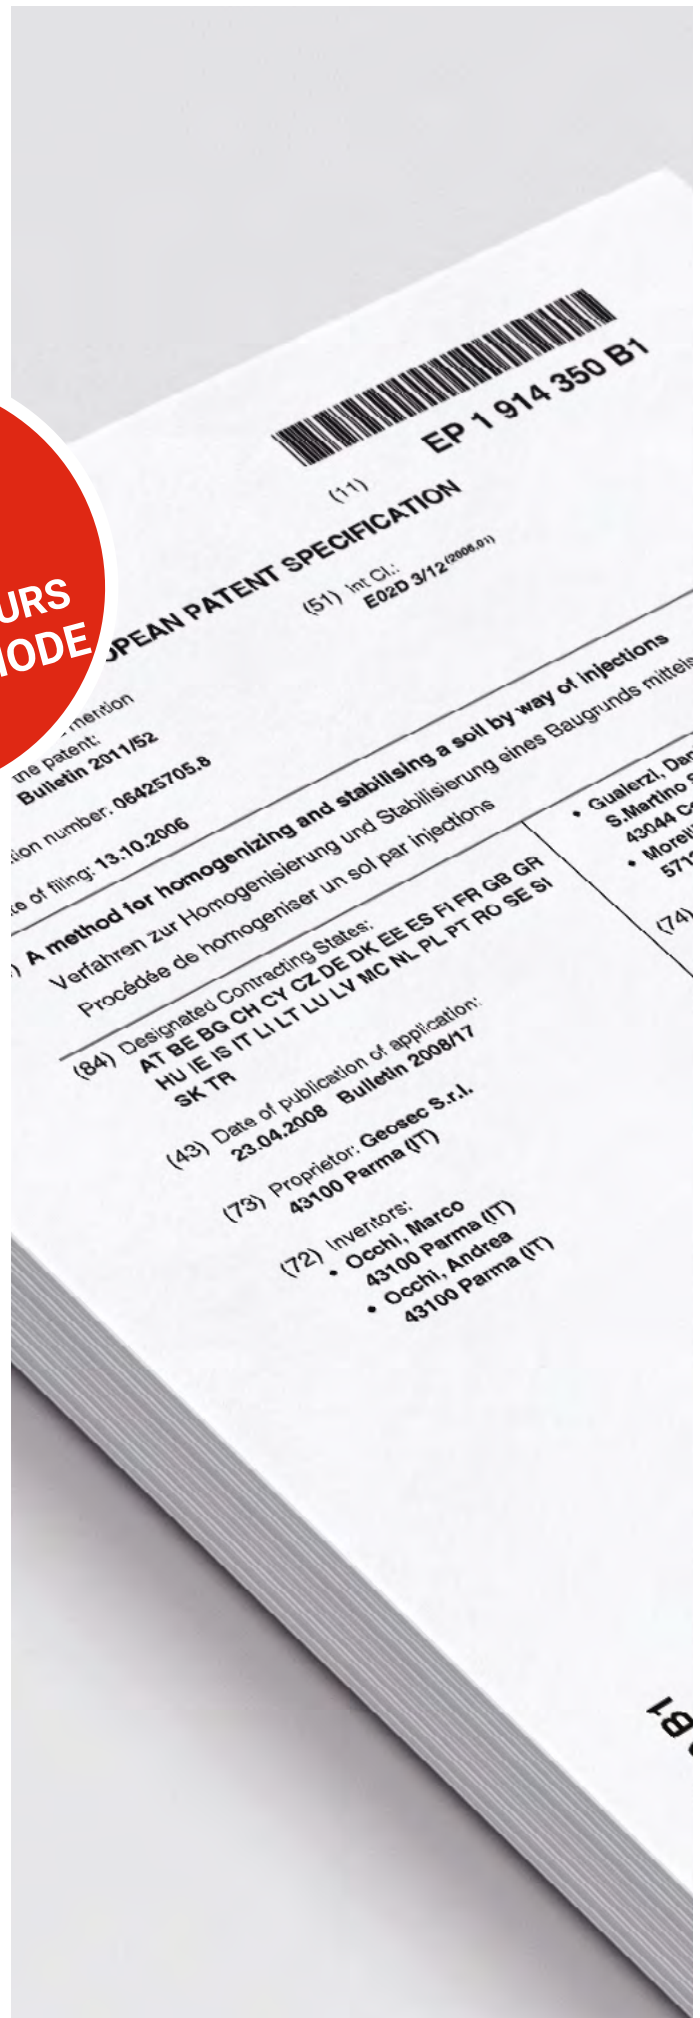 EP 1 914 350 B1
(11)
OPEAN PATENT SPECIFICATION
(51) Int Cl.:
E02D 3/12 (2006.01)
URS
MODE
mention
the patent:
Bulletin 2011/52
tion number: 06425705.8
te of filing: 13.10.2006
) A method for homogenizing and stabilising a soil by way of injections
Verfahren zur Homogenisierung und Stabilisierung eines Baugrunds mittels
Procédée de homogeniser un sol par injections
(84) Designated Contracting States:
AT BE BG CH CY CZ DE DK EE ES FI FR GB GR
HU IE IS IT LI LT LU LV MC NL PL PT RO SE SI
SK TR
(43) Date of publication of application:
23.04.2008 Bulletin 2008/17
(73) Proprietor: Geosec S.r.l.
43100 Parma (IT)
(72) Inventors:
• Occhi, Marco
43100 Parma (IT)
• Occhi, Andrea
43100 Parma (IT)
• Gualerzi, Dan
S.Martino
43044 Co
• Morell
571
(74)
B1